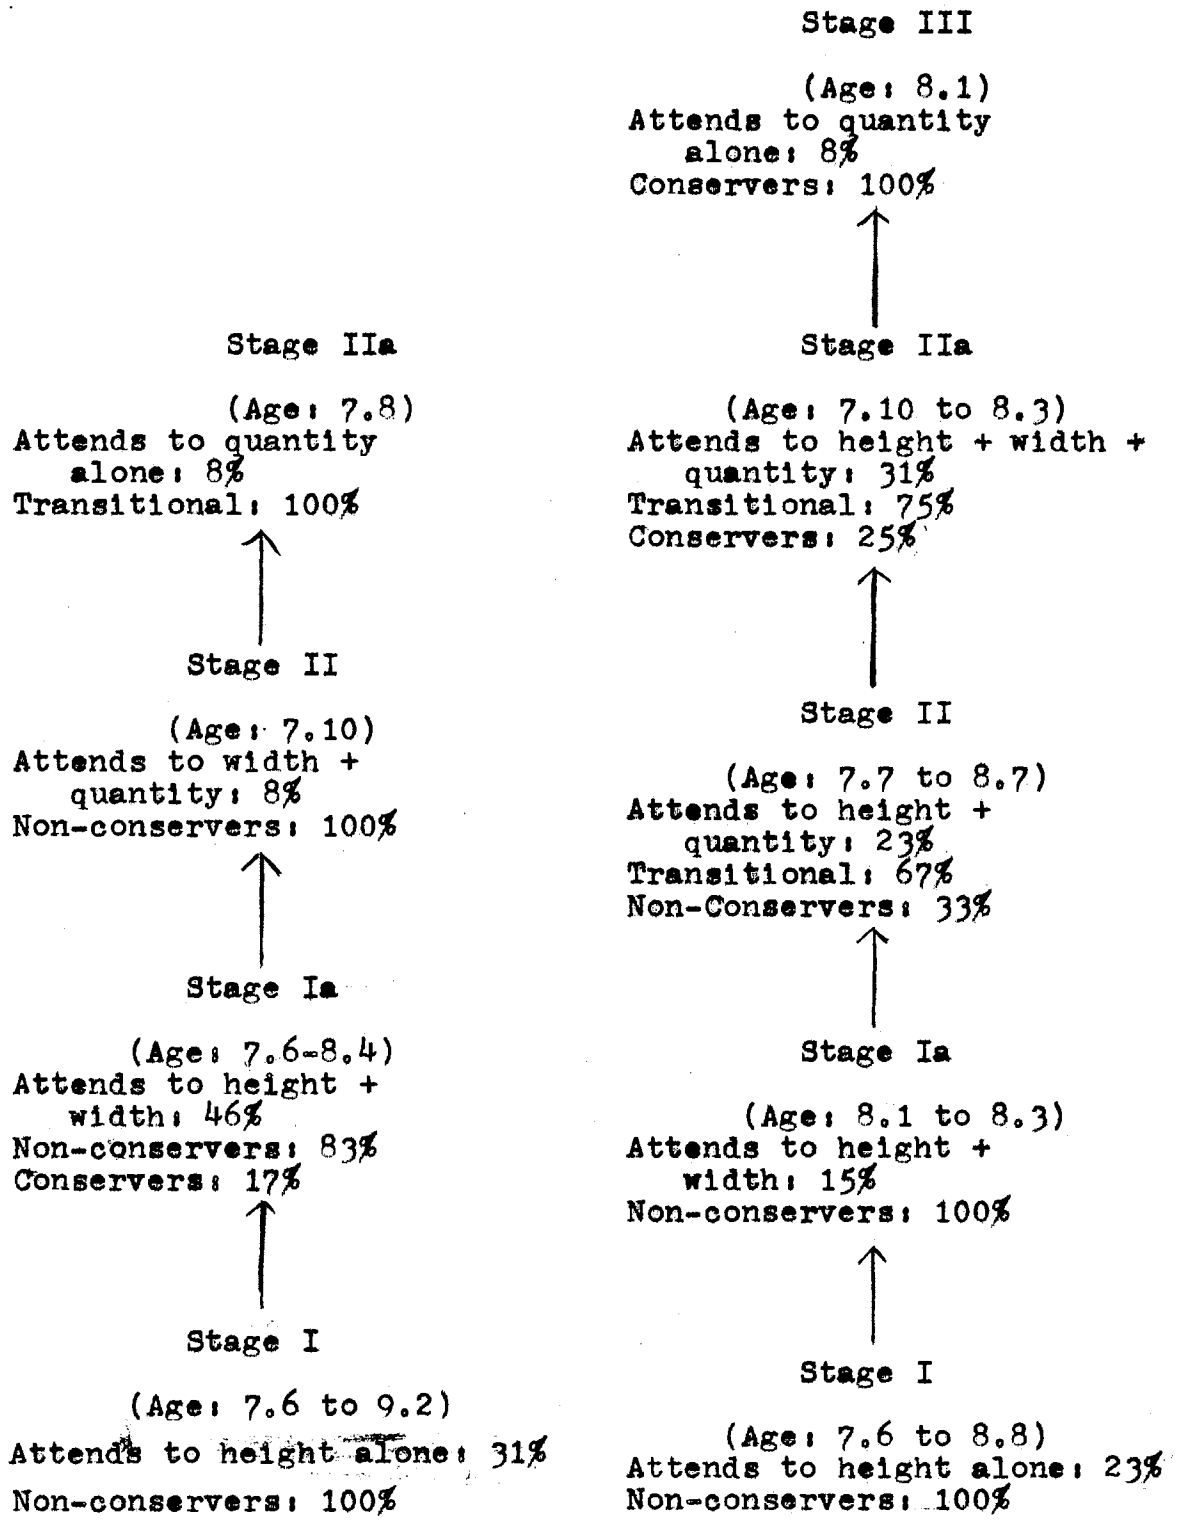 Stage III
(Age: 8.1)
Attends to quantity
alone: 8%
Conservers: 100%
Stage IIa
(Age: 7.10 to 8.3)
Attends to height + width +
quantity: 31%
Transitional: 75%
Conservers: 25%
Stage II
(Age: 7.7 to 8.7)
Attends to height +
quantity: 23%
Transitional: 67%
Non-Conservers: 33%
Stage Ia
(Age: 8.1 to 8.3)
Attends to height +
width: 15%
Non-conservers: 100%
Stage I
(Age: 7.6 to 8.8)
Attends to height alone: 23%
Non-conservers: 100%
Stage IIa
(Age: 7.8)
Attends to quantity
alone: 8%
Transitional: 100%
Stage II
(Age: 7.10)
Attends to width +
quantity: 8%
Non-conservers: 100%
Stage Ia
(Age: 7.6-8.4)
Attends to height +
width: 46%
Non-conservers: 83%
Conservers: 17%
Stage I
(Age: 7.6 to 9.2)
Attends to height alone: 31%
Non-conservers: 100%